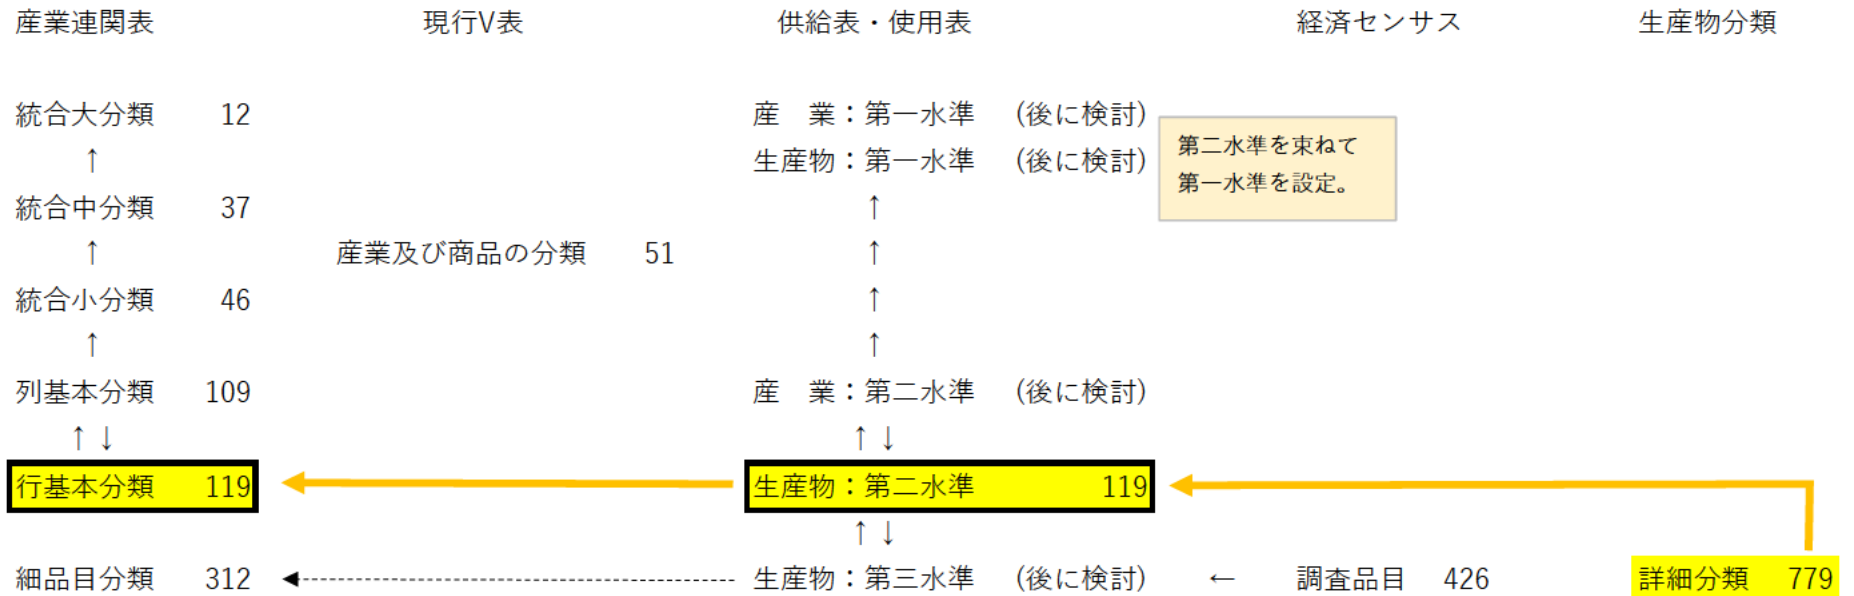 産業連関表 現行V表 供給表・使用表 経済センサス 生産物分類
統合大分類 12 産 業：第一水準 (後に検討)
↑ 生産物：第一水準 (後に検討)
第二水準を束ねて
第一水準を設定。
統合中分類 37 ↑
↑ 産業及び商品の分類 51 ↑
統合小分類 46 ↑
↑ ↑
列基本分類 109 産 業：第二水準 (後に検討)
↑↓ ↑↓
行基本分類 119 生産物：第二水準 119
↑↓
細品目分類 312 生産物：第三水準 (後に検討) ← 調査品目 426 詳細分類 779